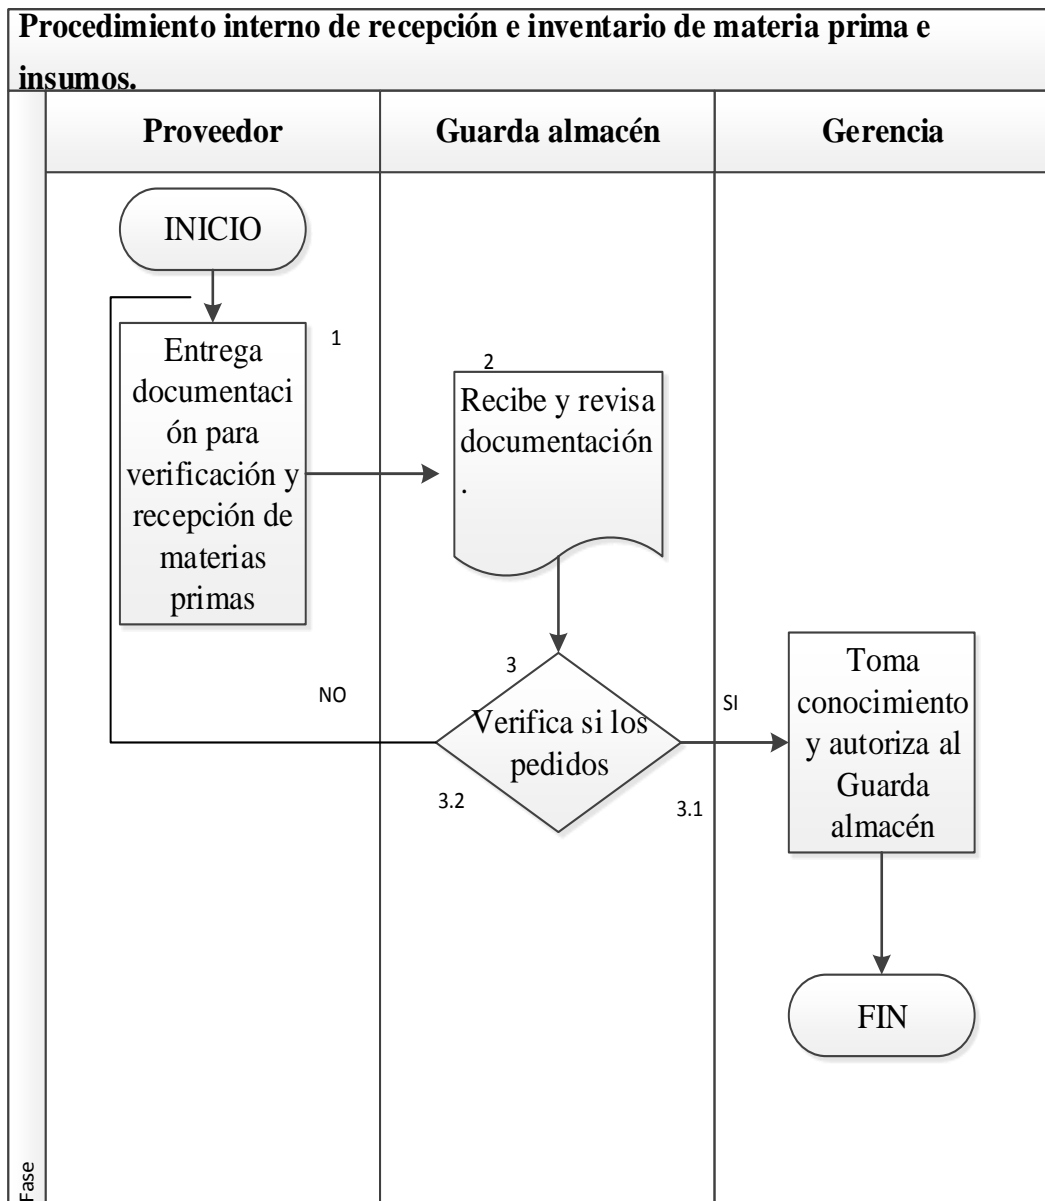 Procedimiento interno de recepción e inventario de materia prima e
insumos.
Proveedor
Guarda almacén
Gerencia
INICIO
1
Entrega
documentaci
ón para
verificación y
recepción de
materias
primas
2
Recibe y revisa
documentación
.
3
Verifica si los
pedidos
NO
3.2
SI
3.1
Toma
conocimiento
y autoriza al
Guarda
almacén
FIN
Fase